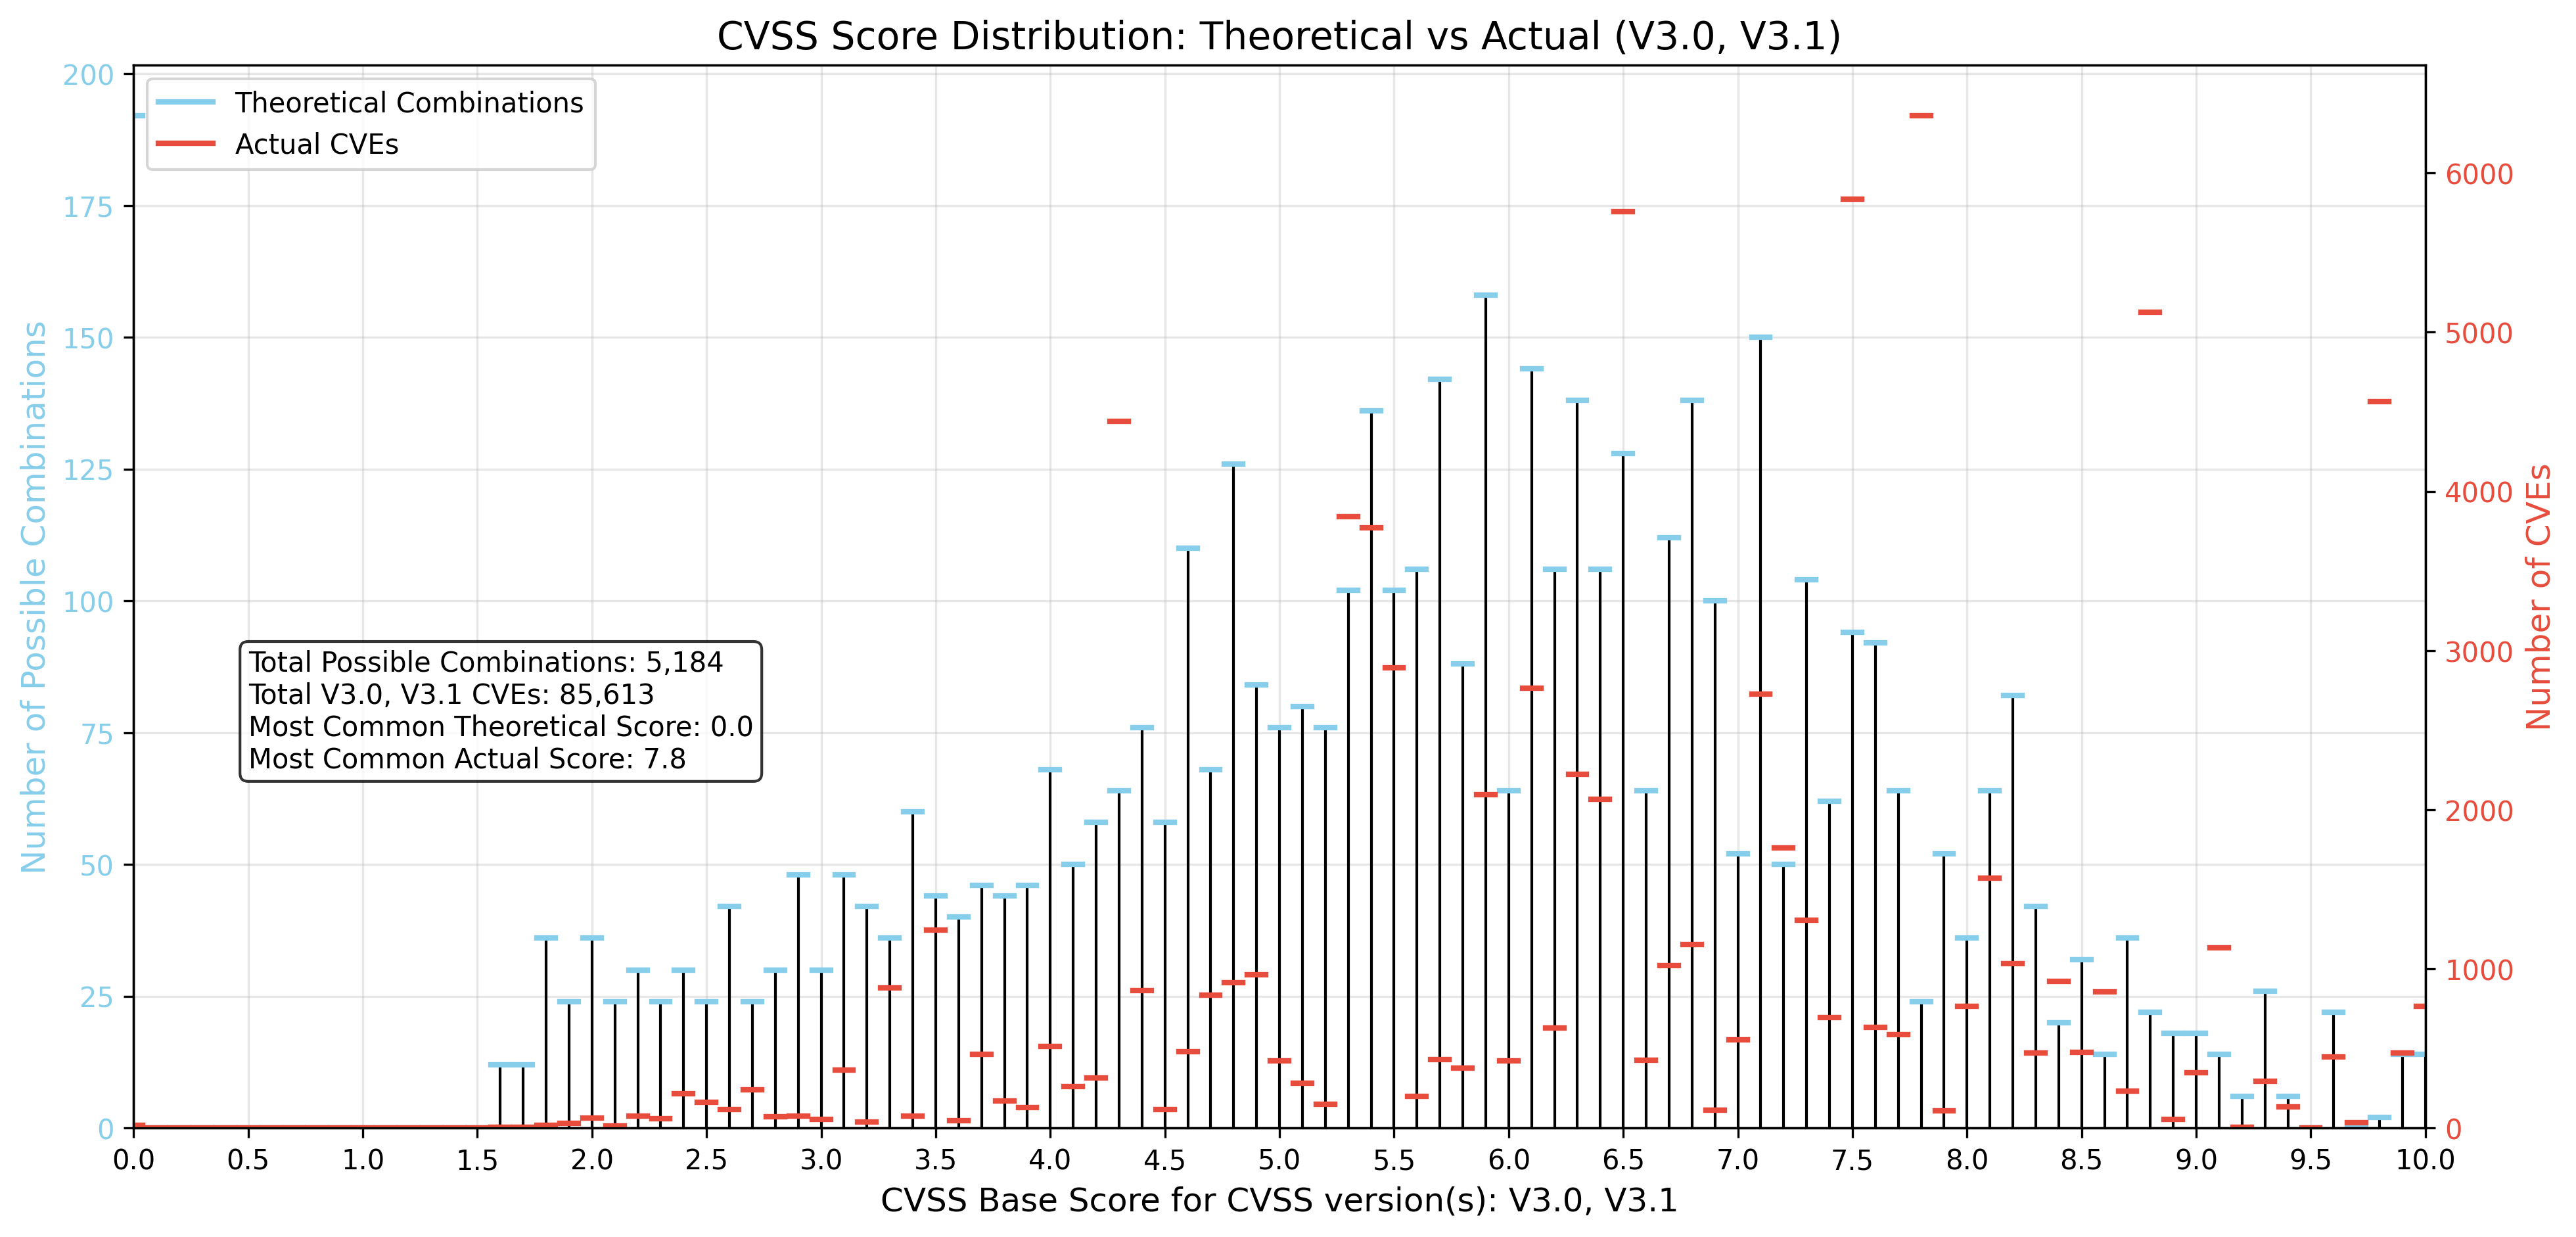 CVSS Score Distribution: Theoretical vs Actual (V3.0, V3.1)
Theoretical Combinations
Actual CVEs
Number of Possible Combinations
200
175
150
125
100
75
50
25
0
Total Possible Combinations: 5,184
Total V3.0, V3.1 CVEs: 85,613
Most Common Theoretical Score: 0.0
Most Common Actual Score: 7.8
6000
5000
4000
3000
2000
1000
0
Number of CVEs
0.0 0.5 1.0 1.5 2.0 2.5 3.0 3.5 4.0 4.5 5.0 5.5 6.0 6.5 7.0 7.5 8.0 8.5 9.0 9.5 10.0
CVSS Base Score for CVSS version(s): V3.0, V3.1